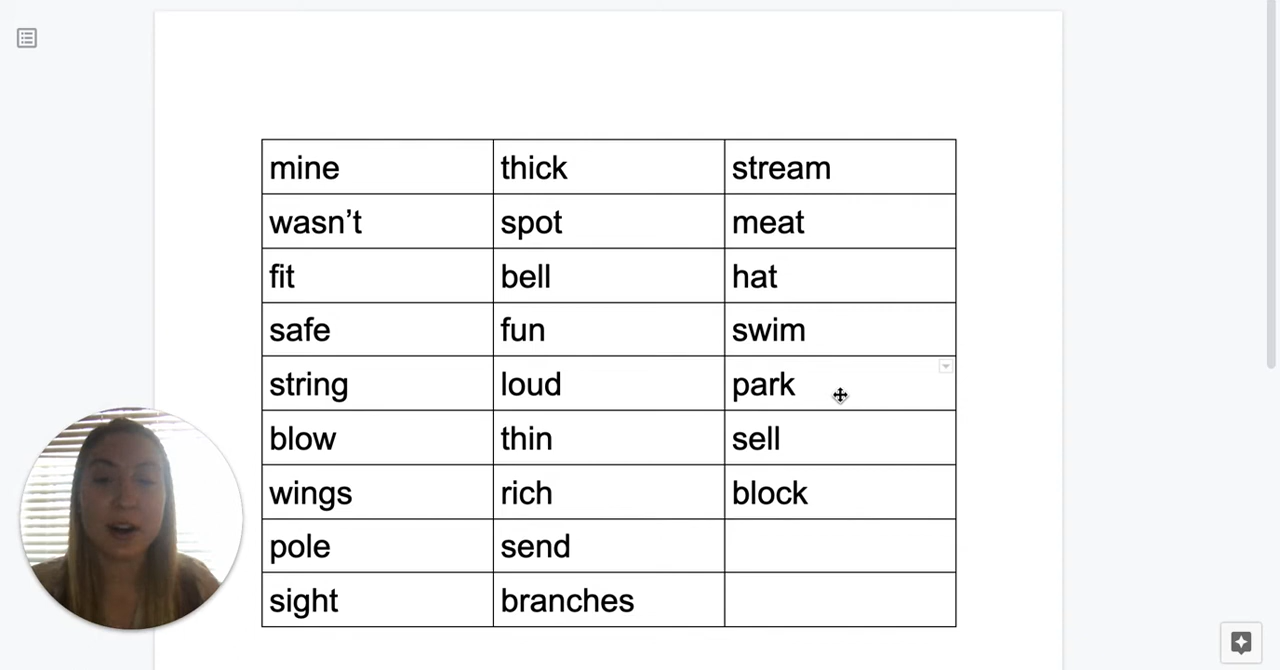 mine thick stream
wasn’t spot meat
fit bell hat
safe fun swim
string loud park
blow thin sell
wings rich block
pole send
sight branches